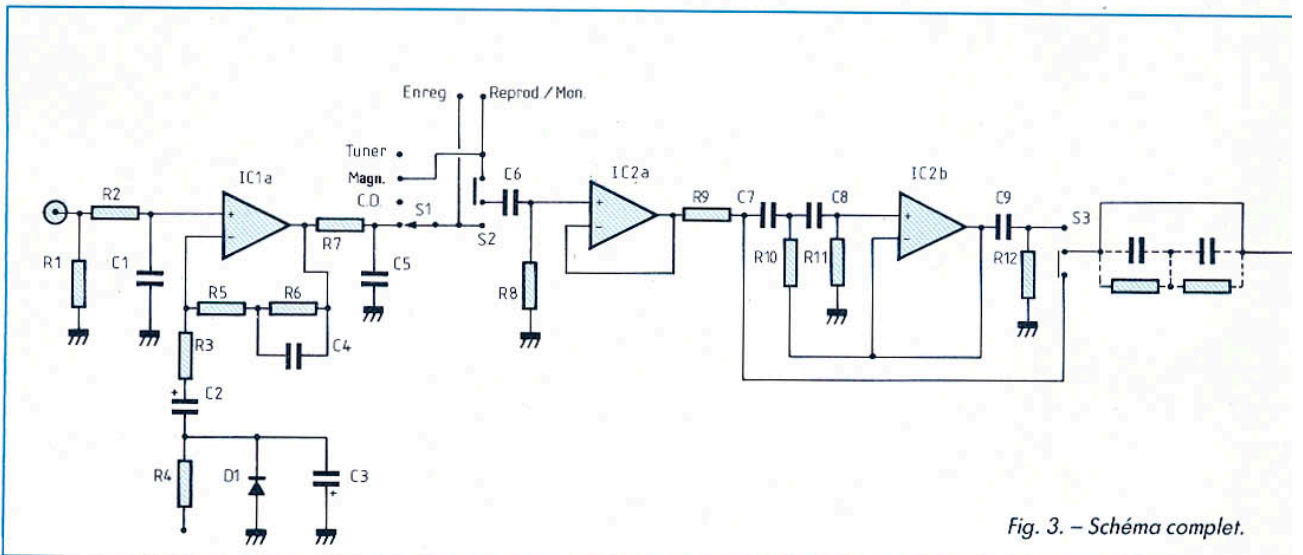 Enreg Reprod./Mon.
Tuner
Magn.
C.D.
S1
S2
R2
IC1a
+
−
R7
C6
IC2a
+
−
R9
C7
C8
IC2b
+
−
C9
S3
R1
C1
R5
R6
C4
C5
R8
R10
R11
R12
R3
+
C2
R4
D1
C3
+
Fig. 3. – Schéma complet.